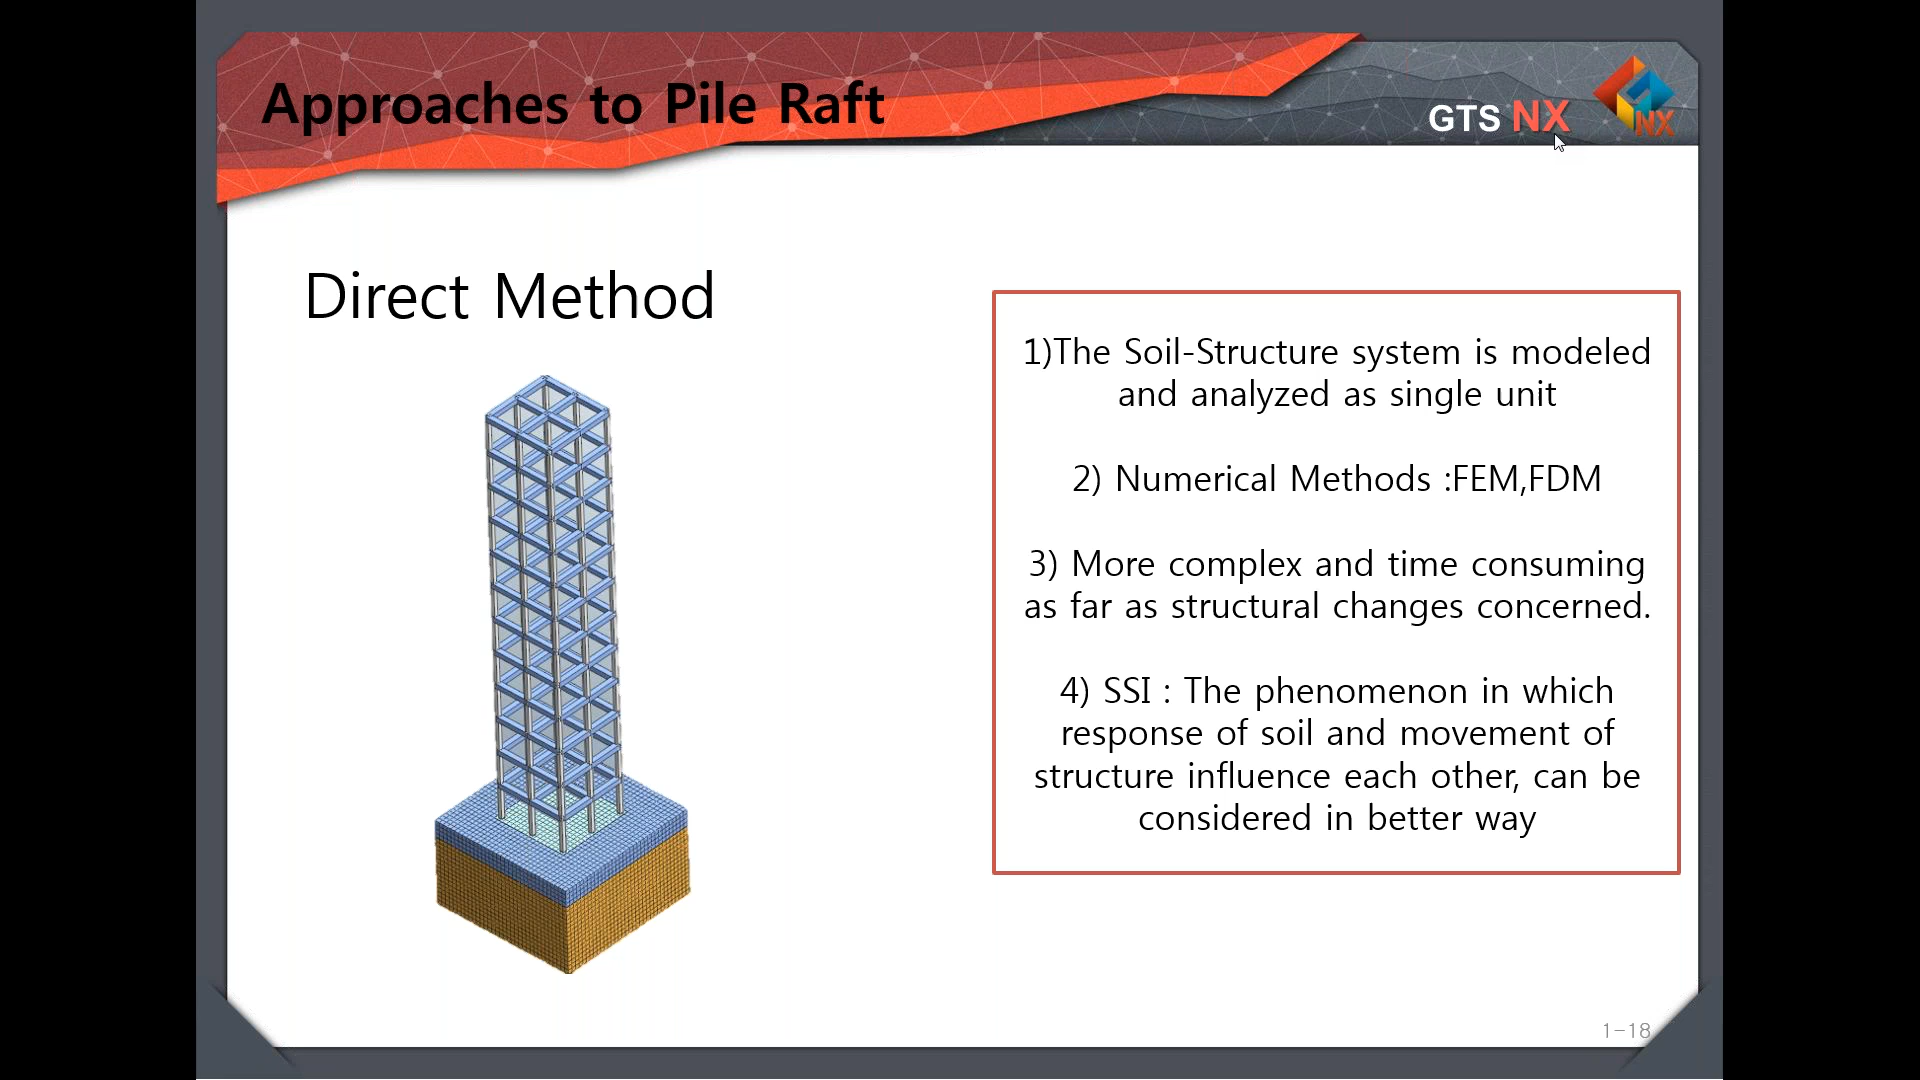 Approaches to Pile Raft
GTS NX
NX
Direct Method
1)The Soil-Structure system is modeled
and analyzed as single unit
2) Numerical Methods :FEM,FDM
3) More complex and time consuming
as far as structural changes concerned.
4) SSI : The phenomenon in which
response of soil and movement of
structure influence each other, can be
considered in better way
1-18